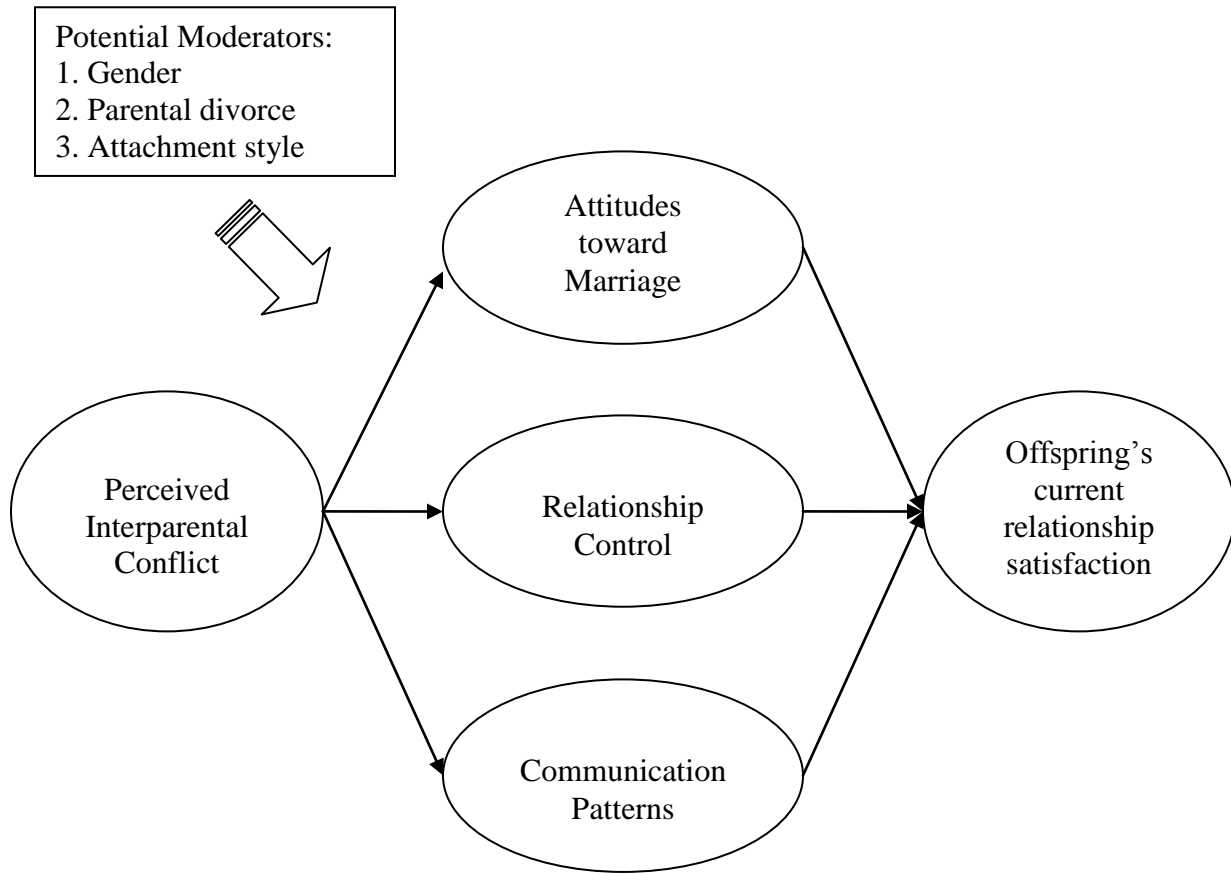 Potential Moderators:
1. Gender
2. Parental divorce
3. Attachment style
Attitudes
toward
Marriage
Perceived
Interparental
Conflict
Relationship
Control
Offspring’s
current
relationship
satisfaction
Communication
Patterns